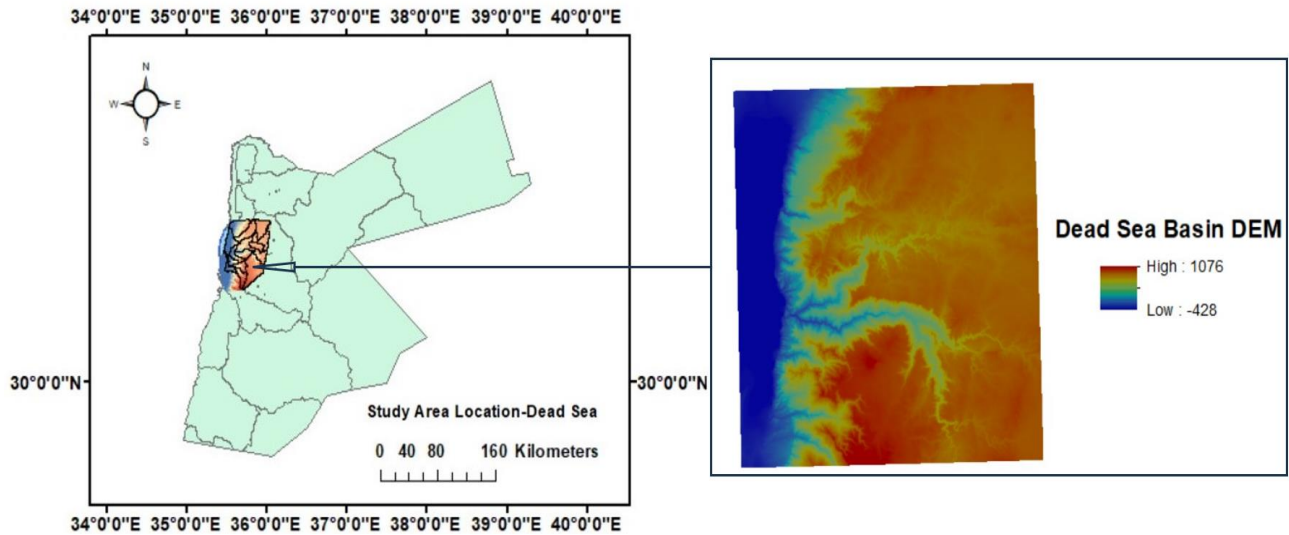 34°0'0"E 35°0'0"E 36°0'0"E 37°0'0"E 38°0'0"E 39°0'0"E 40°0'0"E
N
W E
S
30°0'0"N
30°0'0"N
Study Area Location-Dead Sea
0 40 80 160 Kilometers
34°0'0"E 35°0'0"E 36°0'0"E 37°0'0"E 38°0'0"E 39°0'0"E 40°0'0"E
Dead Sea Basin DEM
High : 1076
Low : -428